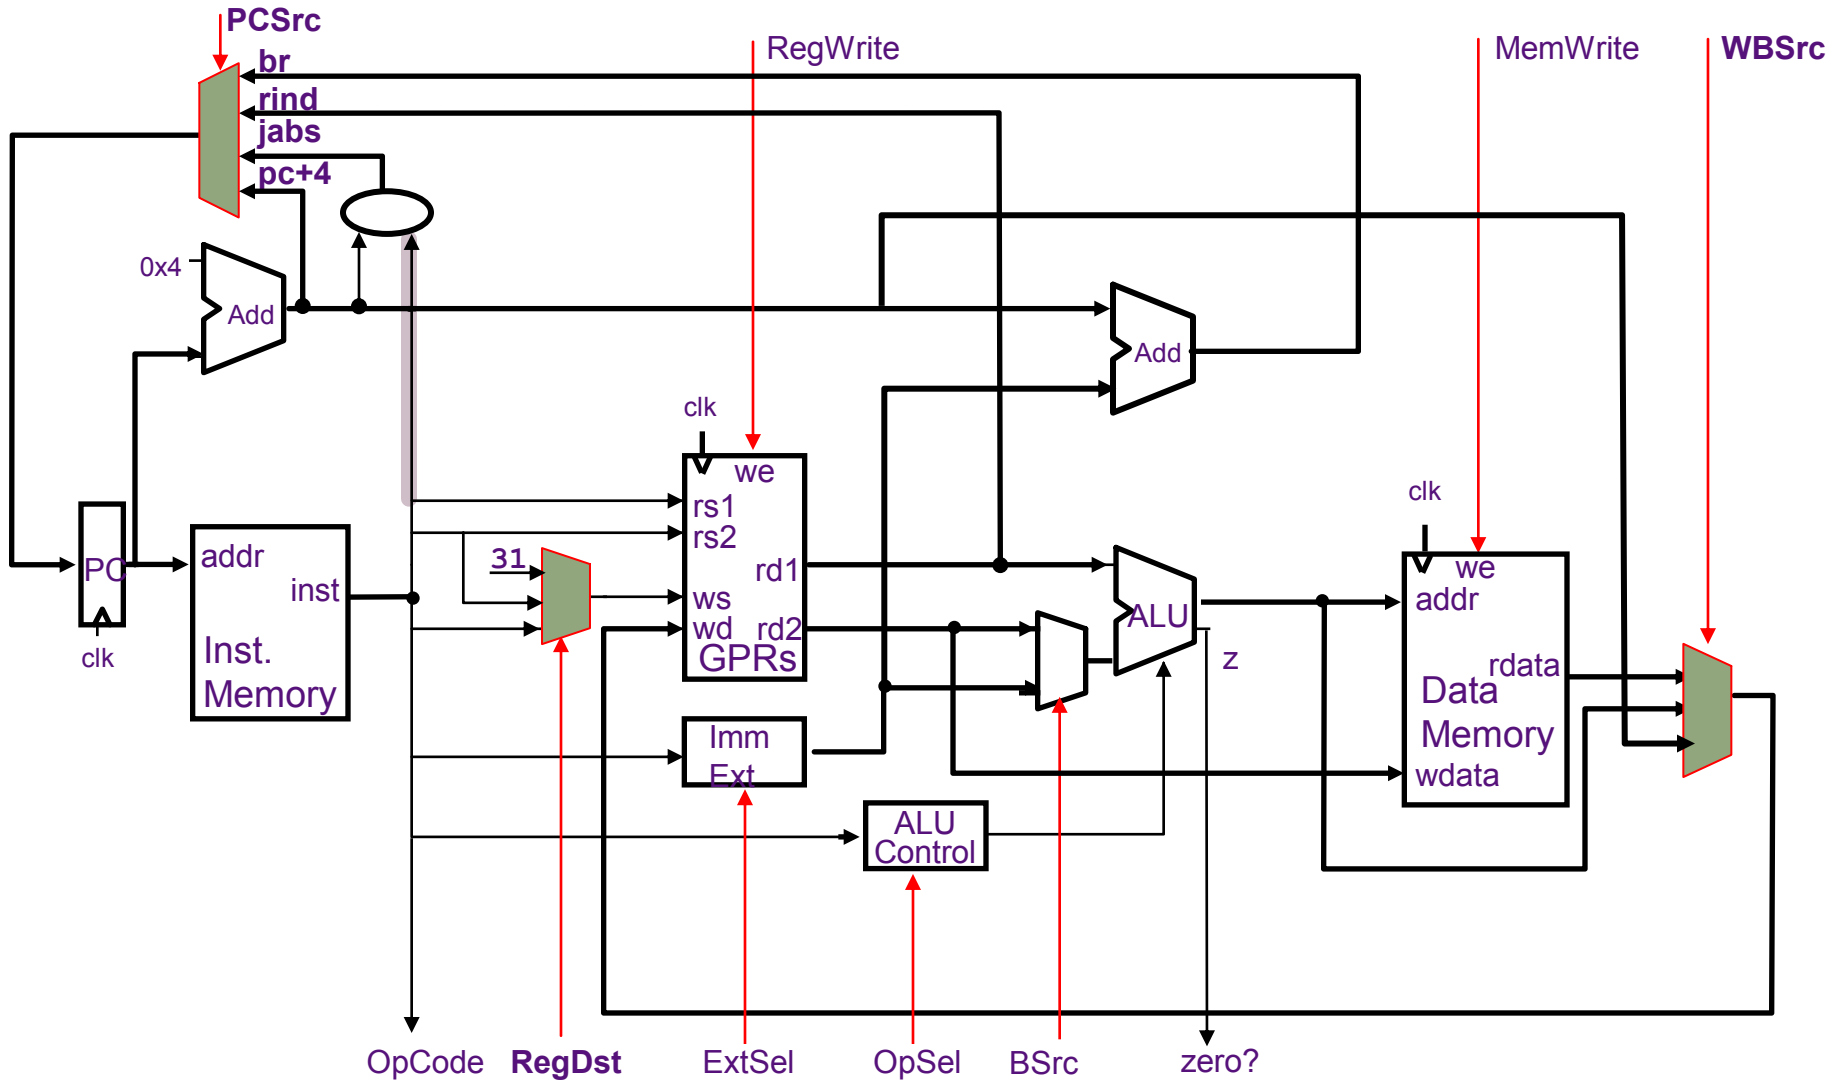 PCSrc
RegWrite
MemWrite
WBSrc
br
rind
jabs
pc+4
0x4
Add
Add
clk
we
rs1
rs2
rd1
ws
wd
rd2
GPRs
31
PC
clk
addr
inst
Inst.
Memory
ALU
z
clk
we
addr
rdata
Data
Memory
wdata
Imm
Ext
ALU
Control
OpCode
RegDst
ExtSel
OpSel
BSrc
zero?